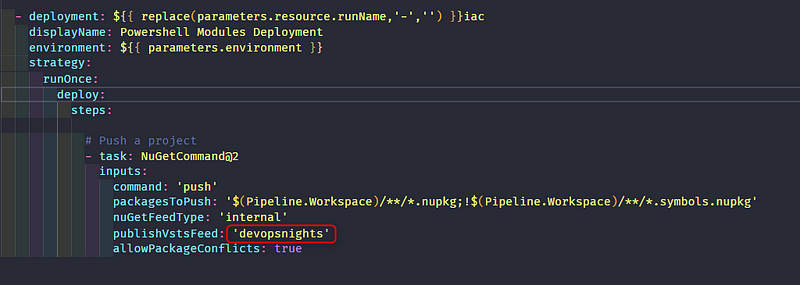 - deployment: ${{ replace(parameters.resource.runName,'-','') }}iac
displayName: Powershell Modules Deployment
environment: ${{ parameters.environment }}
strategy:
runOnce:
deploy:
steps:
# Push a project
- task: NuGetCommand@2
inputs:
command: 'push'
packagesToPush: '$(Pipeline.Workspace)/**/*.nupkg;!$(Pipeline.Workspace)/**/*.symbols.nupkg'
nuGetFeedType: 'internal'
publishVstsFeed: 'devopsnights'
allowPackageConflicts: true